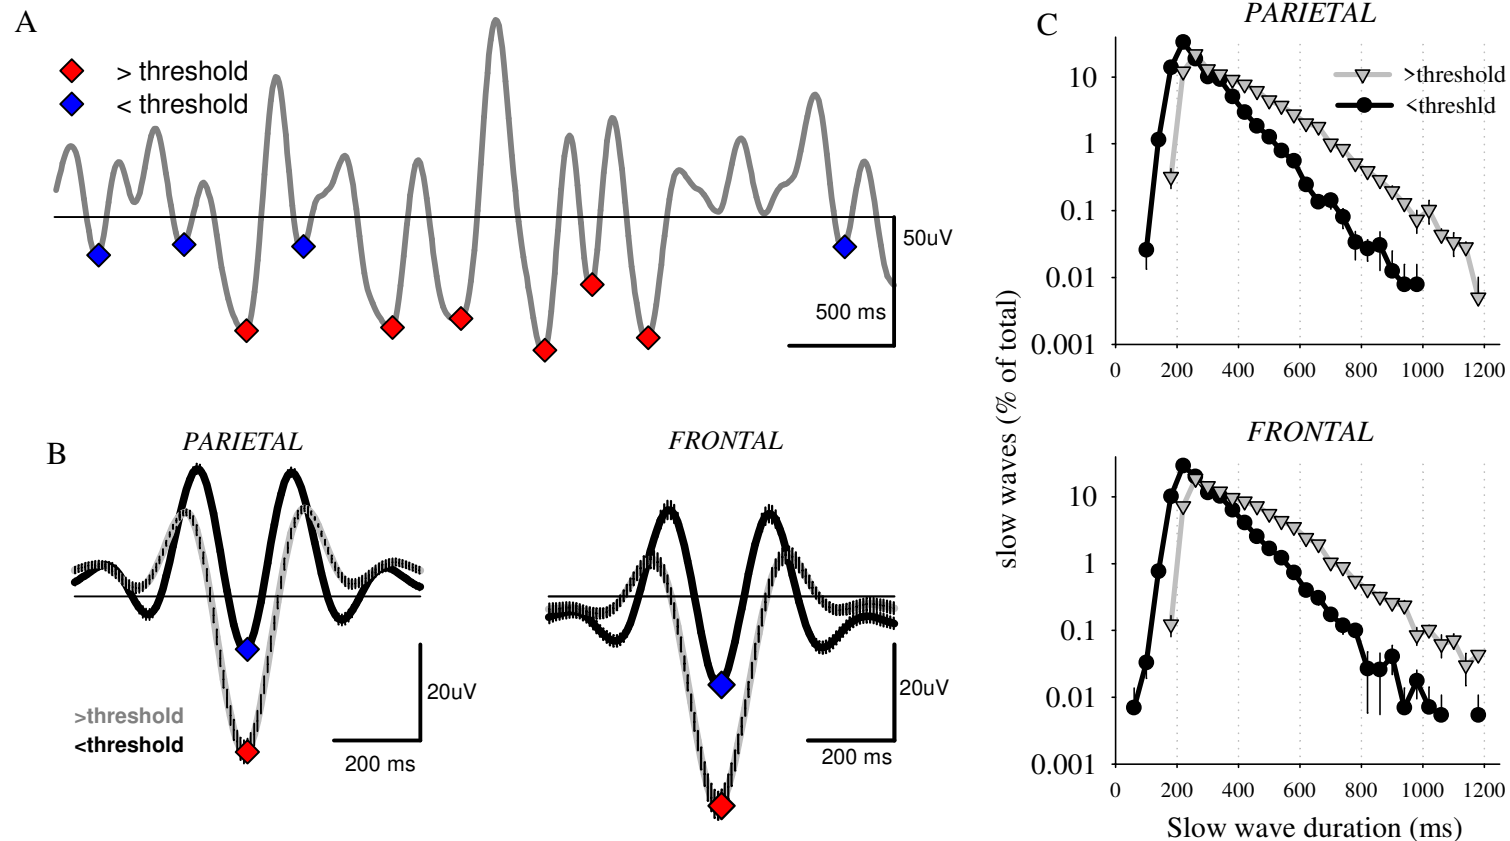 A
> threshold
< threshold
50uV
500 ms
B
PARIETAL
FRONTAL
20uV
200 ms
>threshold
<threshold
20uV
200 ms
C
PARIETAL
>threshold
<threshld
10
1
0.1
0.01
0.001
0 200 400 600 800 1000 1200
slow waves (% of total)
FRONTAL
10
1
0.1
0.01
0.001
0 200 400 600 800 1000 1200
Slow wave duration (ms)